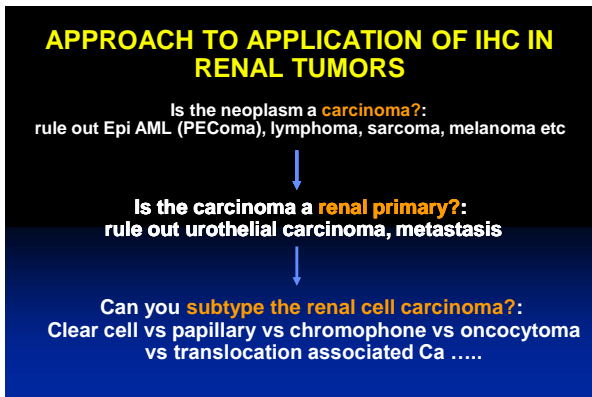 APPROACH TO APPLICATION OF IHC IN
RENAL TUMORS
Is the neoplasm a carcinoma?:
rule out Epi AML (PEComa), lymphoma, sarcoma, melanoma etc
Is the carcinoma a renal primary?:
rule out urothelial carcinoma, metastasis
Can you subtype the renal cell carcinoma?:
Clear cell vs papillary vs chromophone vs oncocytoma
vs translocation associated Ca …..